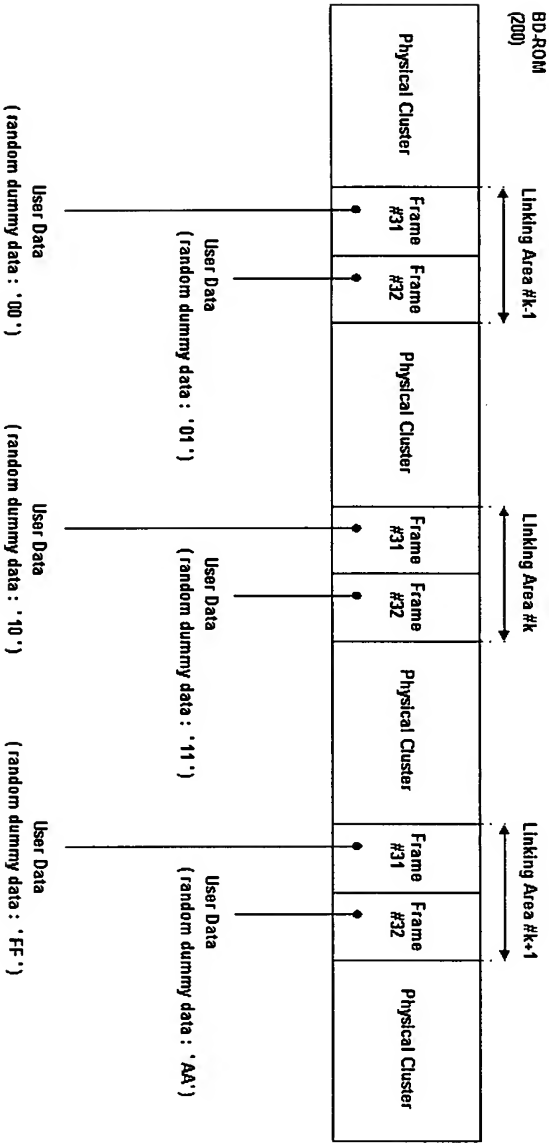 BD-ROM
(200)
Linking Area #k-1
Linking Area #k
Linking Area #k+1
Physical Cluster
Frame
#31
Frame
#32
Physical Cluster
Frame
#31
Frame
#32
Physical Cluster
Frame
#31
Frame
#32
Physical Cluster
User Data
( random dummy data : '01 ' )
User Data
( random dummy data : '11 ' )
User Data
( random dummy data : 'AA' )
User Data
( random dummy data : '00 ' )
User Data
( random dummy data : '10 ' )
User Data
( random dummy data : 'FF ' )